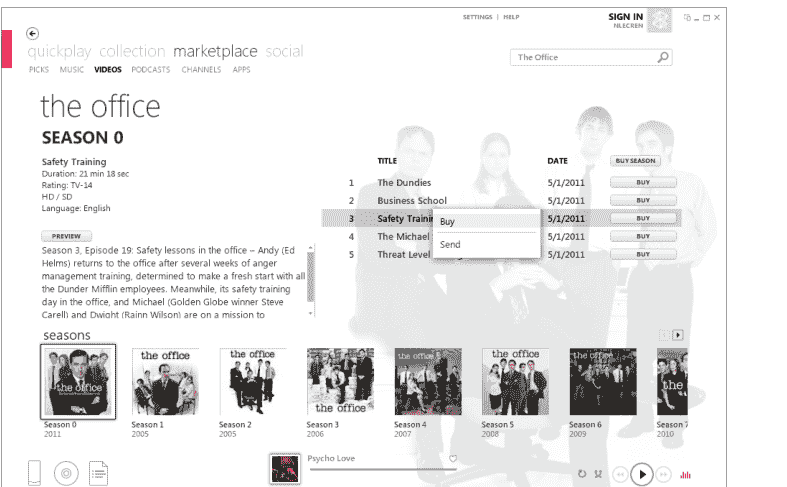 SETTINGS | HELP
SIGN IN
NLECREN
quickplay collection marketplace social
PICKS MUSIC VIDEOS PODCASTS CHANNELS APPS
The Office
the office
SEASON 0
Safety Training
Duration: 21 min 18 sec
Rating: TV-14
HD / SD
Language: English
PREVIEW
Season 3, Episode 19: Safety lessons in the office – Andy (Ed
Helms) returns to the office after several weeks of anger
management training, determined to make a fresh start with all
the Dunder Mifflin employees. Meanwhile, its safety training
day in the office, and Michael (Golden Globe winner Steve
Carell) and Dwight (Rainn Wilson) are on a mission to
TITLE DATE BUY SEASON
1 The Dundies 5/1/2011 BUY
2 Business School 5/1/2011 BUY
3 Safety Trainin 5/1/2011 BUY
4 The Michael 5/1/2011 BUY
5 Threat Level 5/1/2011 BUY
Buy
Send
seasons
the office
the office
the office
the office
the office
the office
the office
the
Season 0 Season 1 Season 2 Season 3 Season 4 Season 5 Season 6 Season 7
2011 2005 2005 2006 2007 2008 2009 2010
Psycho Love